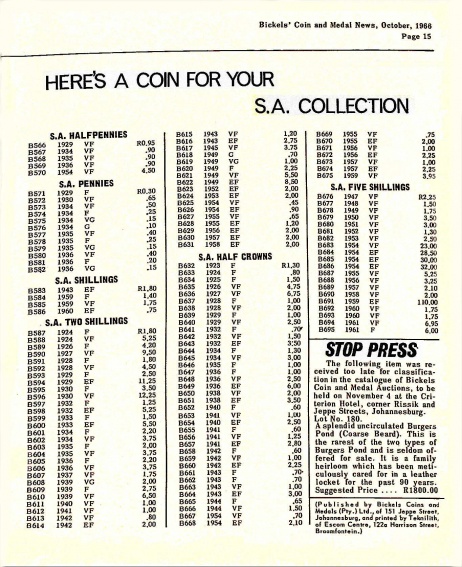 Bickels' Coin and Medal News, October, 1966
Page 15
HERE'S A COIN FOR YOUR
S.A. COLLECTION
S.A. HALFPENNIES
B566 1929 VF R0,95
B567 1934 VF ,90
B568 1935 VF ,90
B569 1936 VF ,90
B570 1954 VF 4,50
S.A. PENNIES
B571 1929 F R0,30
B572 1930 VF ,65
B573 1934 VF ,50
B574 1934 F ,25
B575 1934 ,15
B576 1934 G ,10
B577 1935 VF ,40
B578 1935 F ,25
B579 1935 VG ,15
B580 1936 VF ,40
B581 1956 F ,20
B582 1936 VG ,15
S.A. SHILLINGS
B583 1943 EF R1,80
B584 1959 F 1,40
B585 1959 VF 1,75
B586 1960 EF ,75
S.A. TWO SHILLINGS
B587 1924 F R1,80
B588 1924 VF 5,25
B589 1926 F 4,20
B590 1927 VF 9,50
B591 1928 F 1,80
B592 1928 VF 4,50
B593 1929 F 2,50
B594 1929 EF 11,25
B595 1930 F 3,50
B596 1930 VF 12,25
B597 1932 F 1,25
B598 1932 EF 5,25
B599 1933 F 1,50
B600 1933 EF 5,50
B601 1934 F 2,20
B602 1934 VF 3,75
B603 1935 F 2,00
B604 1935 VF 3,75
B605 1936 F 2,20
B606 1936 VF 3,75
B607 1937 VF 1,75
B608 1939 VG 2,00
B609 1939 F 2,75
B610 1939 VF 6,50
B611 1940 VF 1,00
B612 1941 VF 1,00
B613 1942 VF ,80
B614 1942 EF 2,00
B615 1943 VF 1,20
B616 1943 EF 2,75
B617 1945 VF 3,75
B618 1949 G ,70
B619 1949 VG 1,00
B620 1949 F 2,25
B621 1949 VF 5,50
B622 1949 EF 8,50
B623 1952 EF 2,00
B624 1953 EF 2,00
B625 1954 VF ,45
B626 1954 EF ,90
B627 1955 VF ,65
B628 1955 EF 1,20
B629 1956 EF 2,00
B630 1957 EF 2,00
B631 1958 EF 2,00
S.A. HALF CROWNS
B632 1923 F R1,30
B633 1924 F ,80
B634 1925 F 1,50
B635 1926 VF 4,75
B636 1927 VF 6,75
B637 1928 F 1,00
B638 1928 VF 2,00
B640 1929 VF 2,50
B641 1932 F ,70
B642 1932 VF 1,50
B643 1932 EF 3,50
B644 1934 F 1,30
B645 1934 VF 3,00
B646 1935 F 1,00
B647 1936 F 1,00
B648 1936 VF 2,50
B649 1936 EF 6,00
B650 1938 VF 2,00
B651 1938 EF 3,50
B652 1940 F ,60
B653 1941 VF 1,00
B654 1940 EF 2,50
B655 1941 F ,65
B656 1941 VF 1,25
B657 1941 EF 2,80
B658 1942 F ,60
B659 1942 VF 1,00
B660 1942 EF 2,25
B661 1943 F ,70
B662 1943 F ,70
B663 1943 VF 1,00
B664 1943 EF 3,00
B665 1944 F ,65
B666 1944 VF 1,50
B667 1954 VF ,70
B668 1954 EF 2,10
B669 1955 VF ,75
B670 1955 EF 2,00
B671 1956 VF 1,00
B672 1956 EF 2,25
B673 1957 VF 1,00
B674 1957 EF 2,25
B675 1959 VF 3,95
S.A. FIVE SHILLINGS
B676 1947 VF R2,25
B677 1948 VF 1,50
B678 1949 VF 1,75
B679 1950 VF 3,50
B680 1951 VF 3,00
B681 1952 VF 1,30
B682 1953 VF 2,50
B683 1954 VF 23,00
B684 1954 EF 28,50
B685 1954 EF 30,00
B686 1954 EF 32,00
B687 1955 VF 5,25
B688 1956 VF 3,25
B689 1957 VF 2,10
B690 1958 VF 2,00
B691 1959 EF 110,00
B692 1960 VF 1,75
B693 1960 VF 1,75
B694 1961 VF 6,95
B695 1961 F 6,00
STOP PRESS
The following item was
received too late for classifica-
tion in the catalogue of Bickels
Coin and Medal Auctions, to be
held on November 4 at the Cri-
terion Hotel, corner Rissik and
Jeppe Streets, Johannesburg.
Lot No. 180.
A splendid uncirculated Burgers
Pond (Coarse Beard). This is
the rarest of the two types of
Burgers Pond and is seldom of-
fered for sale. It is a family
heirloom which has been meti-
culously cared for in a leather
locket for the past 90 years.
Suggested Price .... R1800.00
(Published by Bickels Coins and
Medals (Pty.) Ltd., of 151 Jeppe Street,
Johannesburg, and printed by Teksilith,
of Escom Centre, 122a Harrison Street,
Braamfontein.)